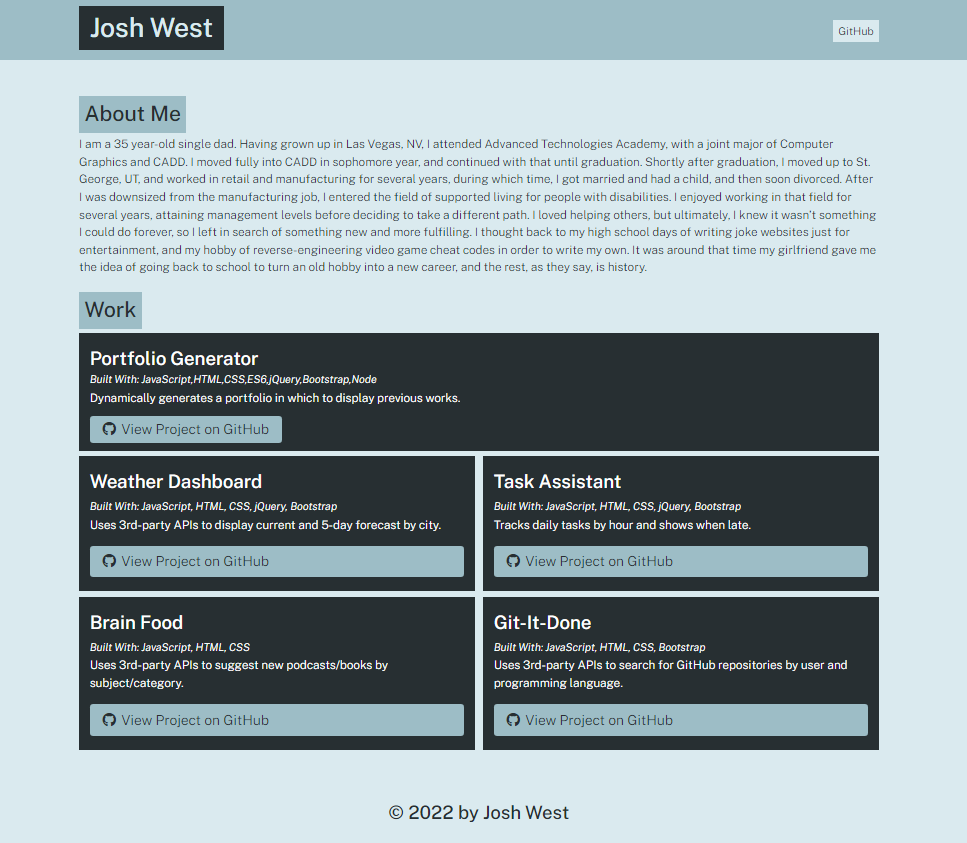 Josh West
GitHub
About Me
I am a 35 year-old single dad. Having grown up in Las Vegas, NV, I attended Advanced Technologies Academy, with a joint major of Computer
Graphics and CADD. I moved fully into CADD in sophomore year, and continued with that until graduation. Shortly after graduation, I moved up to St.
George, UT, and worked in retail and manufacturing for several years, during which time, I got married and had a child, and then soon divorced. After
I was downsized from the manufacturing job, I entered the field of supported living for people with disabilities. I enjoyed working in that field for
several years, attaining management levels before deciding to take a different path. I loved helping others, but ultimately, I knew it wasn't something
I could do forever, so I left in search of something new and more fulfilling. I thought back to my high school days of writing joke websites just for
entertainment, and my hobby of reverse-engineering video game cheat codes in order to write my own. It was around that time my girlfriend gave me
the idea of going back to school to turn an old hobby into a new career, and the rest, as they say, is history.
Work
Portfolio Generator
Built With: JavaScript,HTML,CSS,ES6,jQuery,Bootstrap,Node
Dynamically generates a portfolio in which to display previous works.
View Project on GitHub
Weather Dashboard
Built With: JavaScript, HTML, CSS, jQuery, Bootstrap
Uses 3rd-party APIs to display current and 5-day forecast by city.
View Project on GitHub
Task Assistant
Built With: JavaScript, HTML, CSS, jQuery, Bootstrap
Tracks daily tasks by hour and shows when late.
View Project on GitHub
Brain Food
Built With: JavaScript, HTML, CSS
Uses 3rd-party APIs to suggest new podcasts/books by
subject/category.
View Project on GitHub
Git-It-Done
Built With: JavaScript, HTML, CSS, Bootstrap
Uses 3rd-party APIs to search for GitHub repositories by user and
programming language.
View Project on GitHub
© 2022 by Josh West